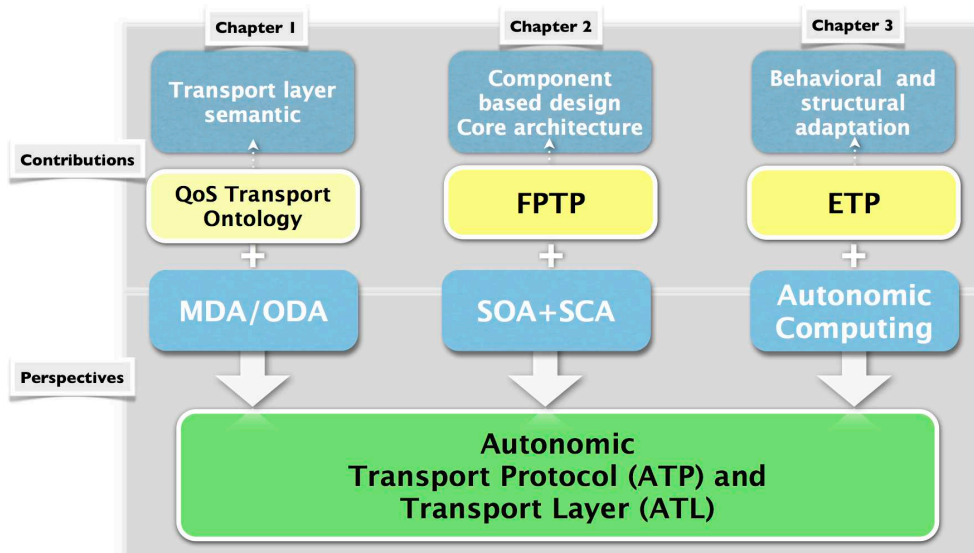 Chapter 1
Chapter 2
Chapter 3
Transport layer
semantic
Component
based design
Core architecture
Behavioral and
structural
adaptation
Contributions
QoS Transport
Ontology
FPTP
ETP
+
+
+
MDA/ODA
SOA+SCA
Autonomic
Computing
Perspectives
Autonomic
Transport Protocol (ATP) and
Transport Layer (ATL)